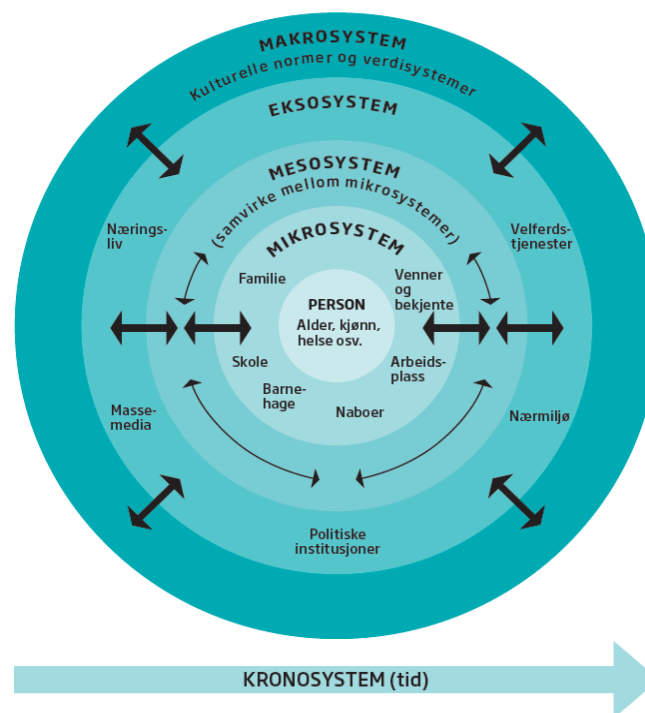 MAKROSYSTEM
Kulturelle normer og verdisystemer
EKSOSYSTEM
MESOSYSTEM
(samvirke mellom mikrosystemer)
MIKROSYSTEM
Nærings-
liv
Velferds-
tjenester
Familie
Venner
og
bekjente
PERSON
Alder, kjønn,
helse osv.
Skole
Arbeids-
plass
Barne-
hage
Naboer
Masse-
media
Nærmiljø
Politiske
institusjoner
KRONOSYSTEM (tid)